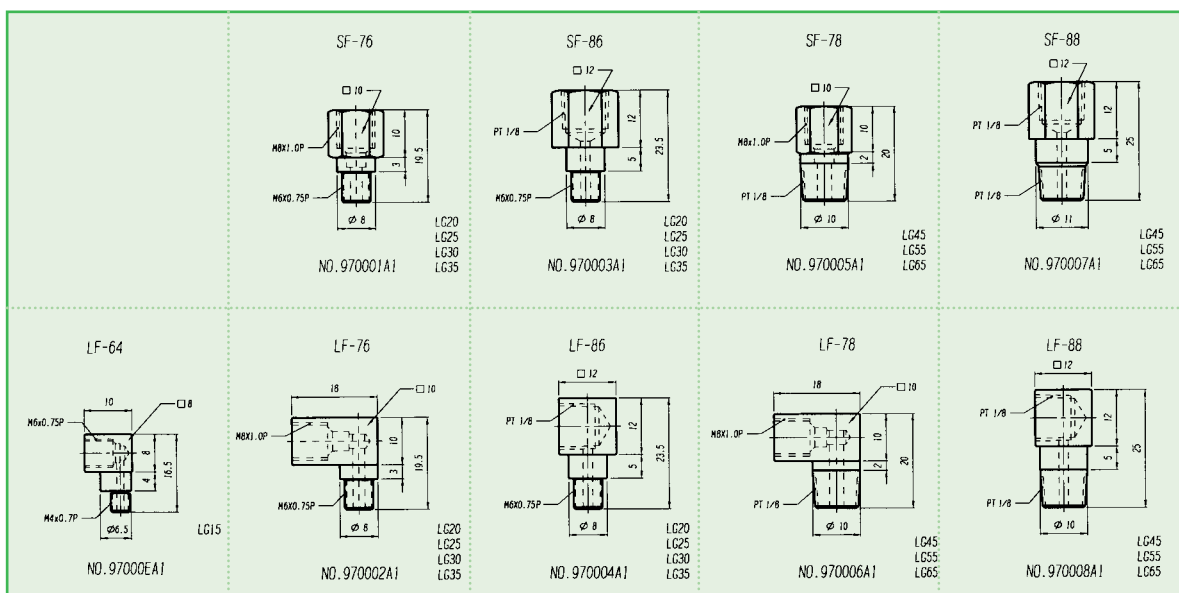 SF-76
□ 10
M8X1.0P
10
3
19.5
M6X0.75P
Ø 8
LG20
LG25
LG30
LG35
NO.970001A1
SF-86
□ 12
PT 1/8
12
5
23.5
M6X0.75P
Ø 8
LG20
LG25
LG30
LG35
NO.970003A1
SF-78
□ 10
M8x1.0P
10
2
20
PT 1/8
Ø 10
LG45
LG55
LG65
NO.970005A1
SF-88
□ 12
PT 1/8
12
5
25
PT 1/8
Ø 11
LG45
LG55
LG65
NO.970007A1
LF-64
10
□ 8
M6x0.75P
8
4
16.5
M4x0.7P
Ø6.5
LG15
NO.97000EA1
LF-76
18
□ 10
M8X1.0P
10
3
19.5
M6X0.75P
Ø 8
LG20
LG25
LG30
LG35
NO.970002A1
LF-86
□ 12
PT 1/8
12
5
23.5
M6X0.75P
Ø 8
LG20
LG25
LG30
LG35
NO.970004A1
LF-78
18
□ 10
M8X1.0P
10
2
20
PT 1/8
Ø 10
LG45
LG55
LG65
NO.970006A1
LF-88
□ 12
PT 1/8
12
5
25
PT 1/8
Ø 10
LG45
LG55
LG65
NO.970008A1